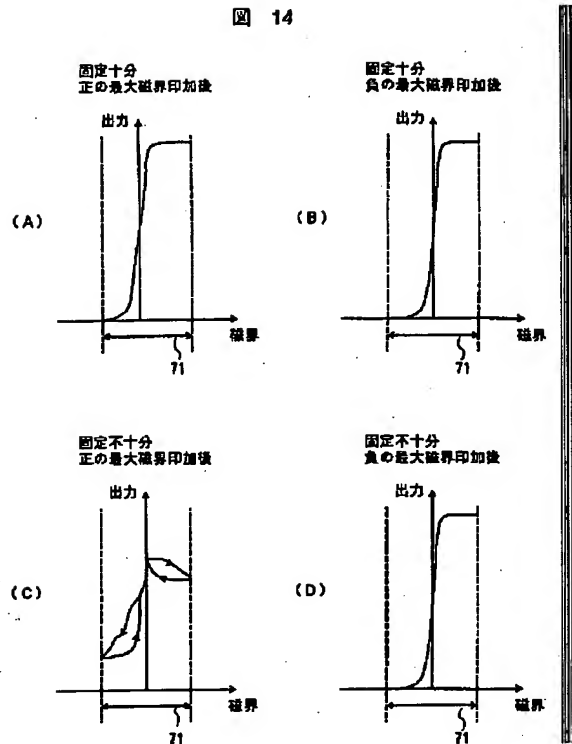 図 14
固定十分
正の最大磁界印加後
出力
(A)
磁界
71
固定十分
負の最大磁界印加後
出力
(B)
磁界
71
固定不十分
正の最大磁界印加後
出力
(C)
磁界
71
固定不十分
負の最大磁界印加後
出力
(D)
磁界
71